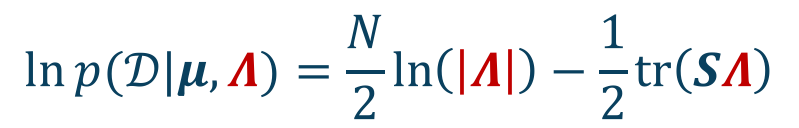 ln p(𝒟|μ, Λ) = N/2 ln(|Λ|) − 1/2 tr(SΛ)